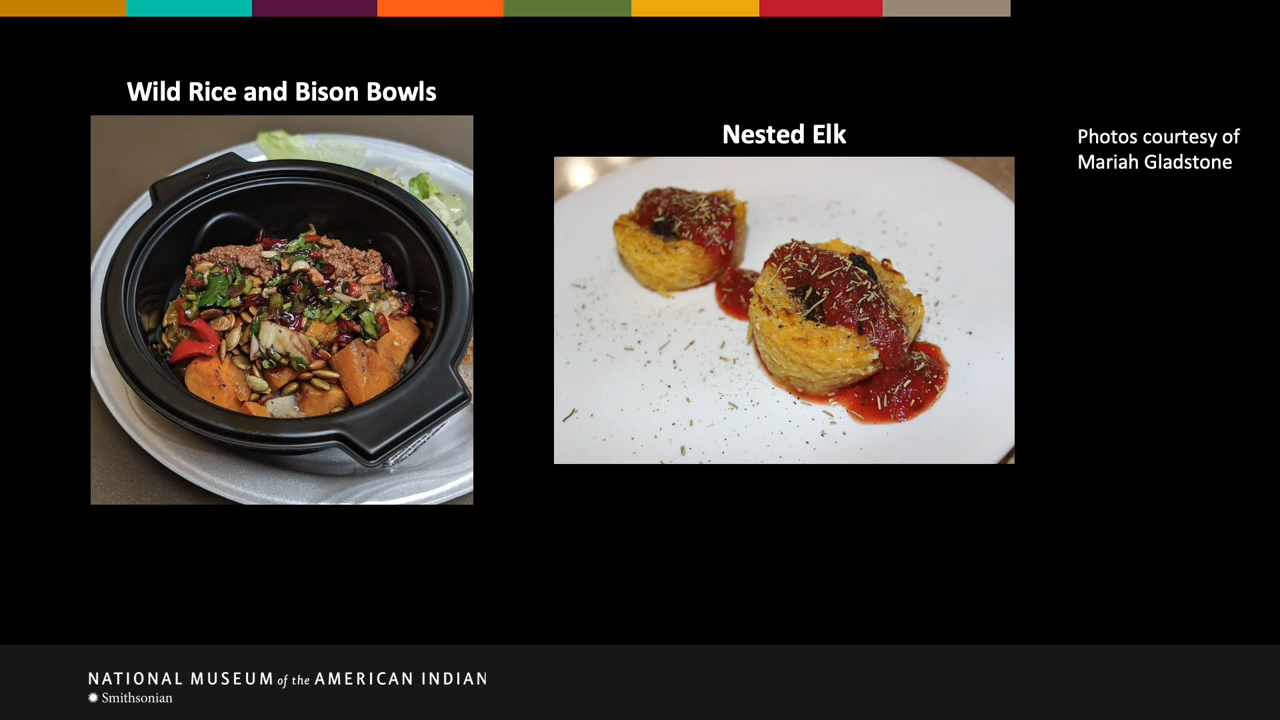 Wild Rice and Bison Bowls
Nested Elk
Photos courtesy of
Mariah Gladstone
NATIONAL MUSEUM of the AMERICAN INDIAN
Smithsonian